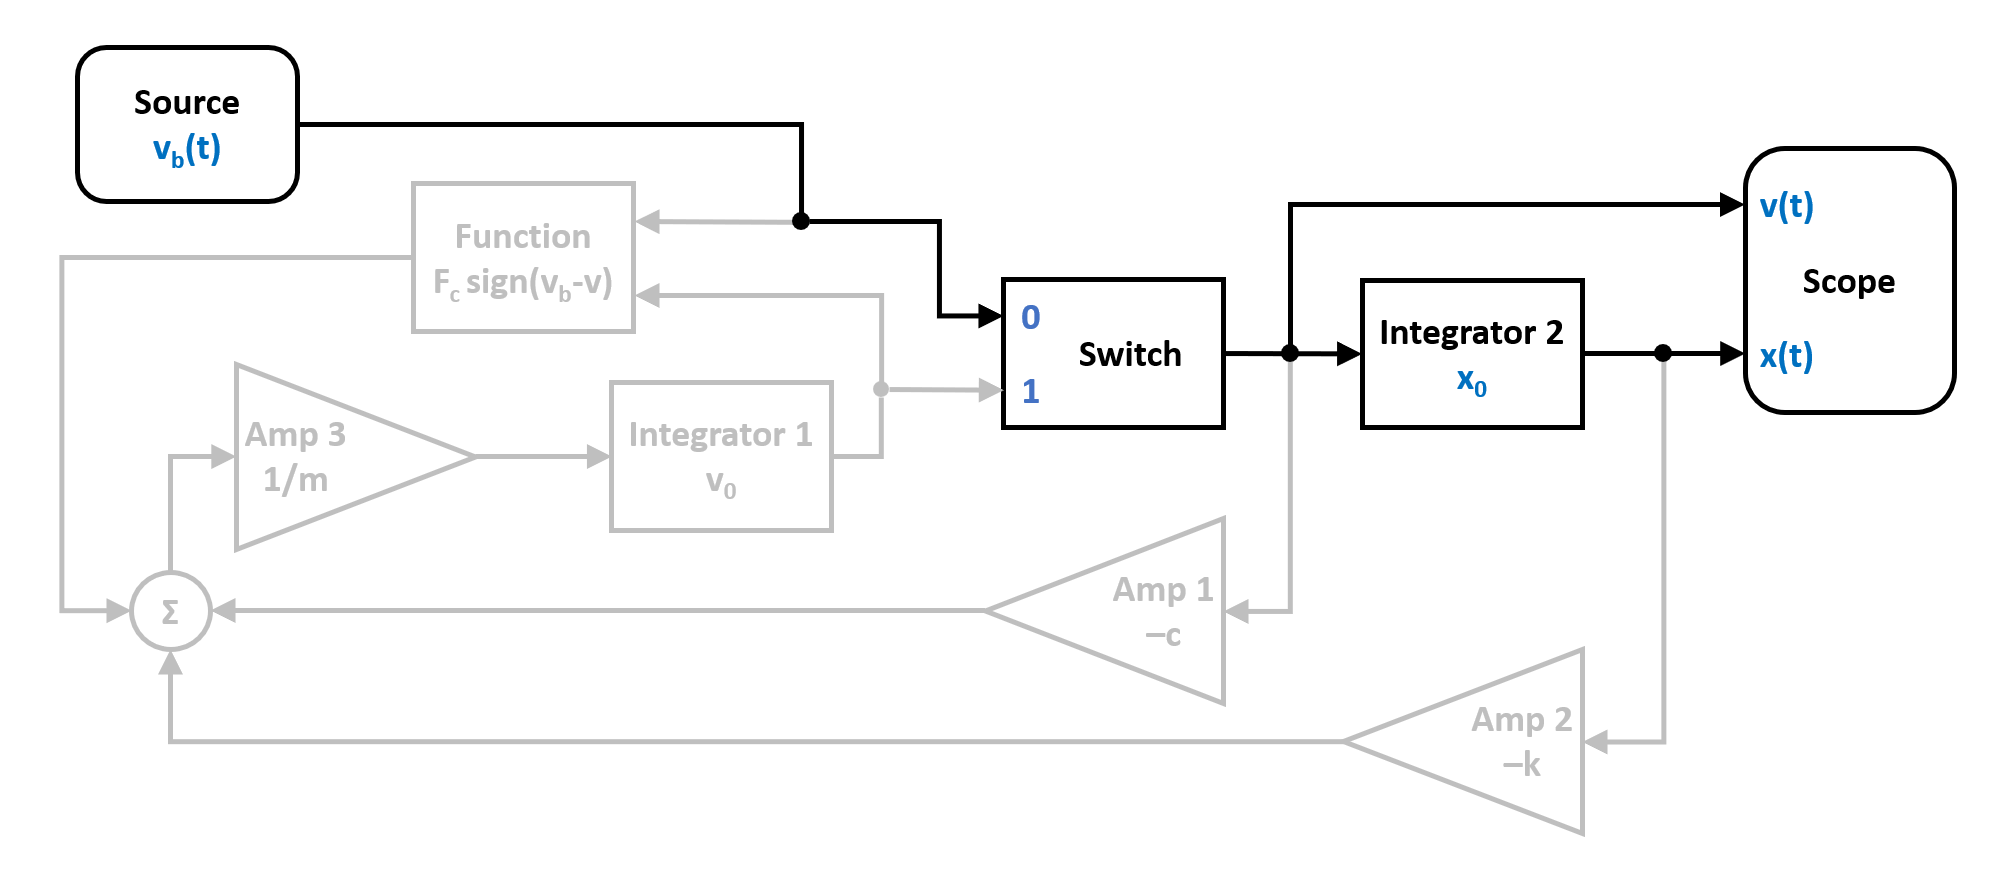 Source
v_b(t)
Function
F_c sign(v_b-v)
v(t)
Scope
x(t)
0
Switch
1
Integrator 2
x_0
Amp 3
1/m
Integrator 1
v_0
Σ
Amp 1
–c
Amp 2
–k